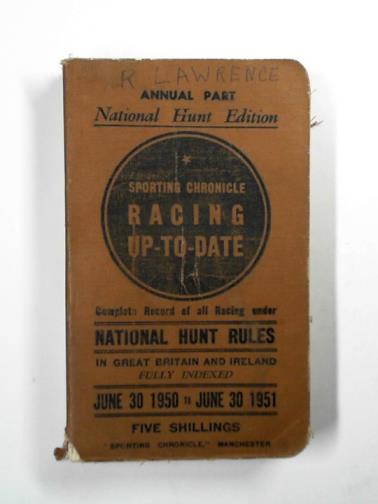 R LAWRENCE
ANNUAL PART
National Hunt Edition
SPORTING CHRONICLE
RACING
UP-TO-DATE
Complete Record of all Racing under
NATIONAL HUNT RULES
IN GREAT BRITAIN AND IRELAND
FULLY INDEXED
JUNE 30 1950 TO JUNE 30 1951
FIVE SHILLINGS
"SPORTING CHRONICLE," MANCHESTER